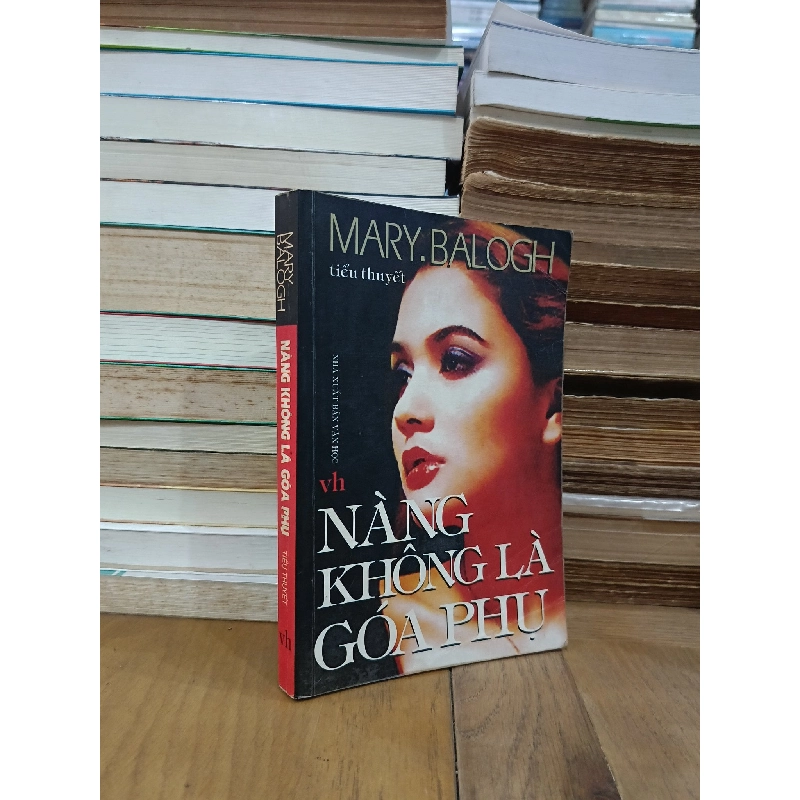 MARY.BALOGH
tiểu thuyết
NHÀ XUẤT BẢN VĂN HỌC
vh
NÀNG
KHÔNG LÀ
GÓA PHỤ
MARY
BALOGH
NÀNG KHÔNG LÀ GÓA PHỤ
TIỂU THUYẾT
vh